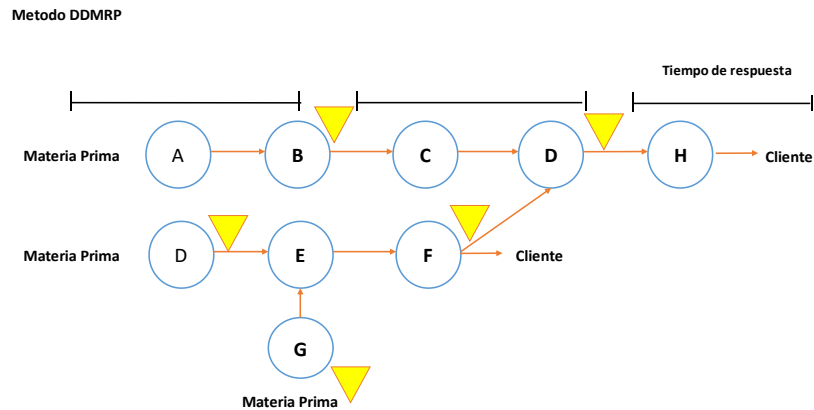 Metodo DDMRP
Tiempo de respuesta
Materia Prima A B C D H Cliente
Materia Prima D E F Cliente
G
Materia Prima